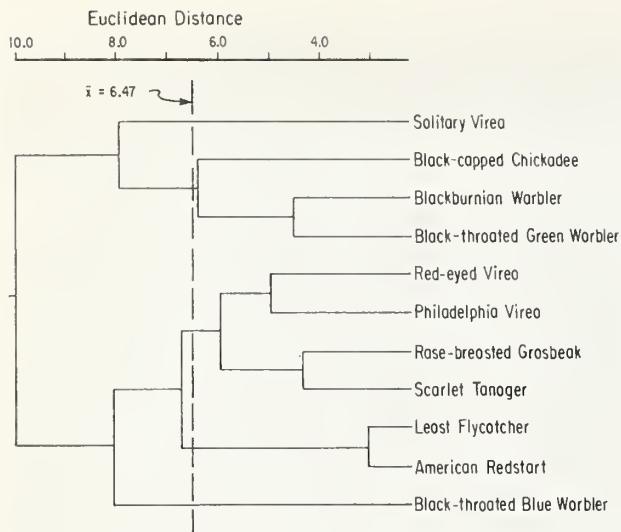 Euclidean Distance
10.0 8.0 6.0 4.0
x̄ = 6.47
Solitary Vireo
Black-capped Chickadee
Blackburnian Warbler
Black-throated Green Warbler
Red-eyed Vireo
Philadelphia Vireo
Rose-breasted Grosbeak
Scarlet Tanager
Least Flycatcher
American Redstart
Black-throated Blue Warbler